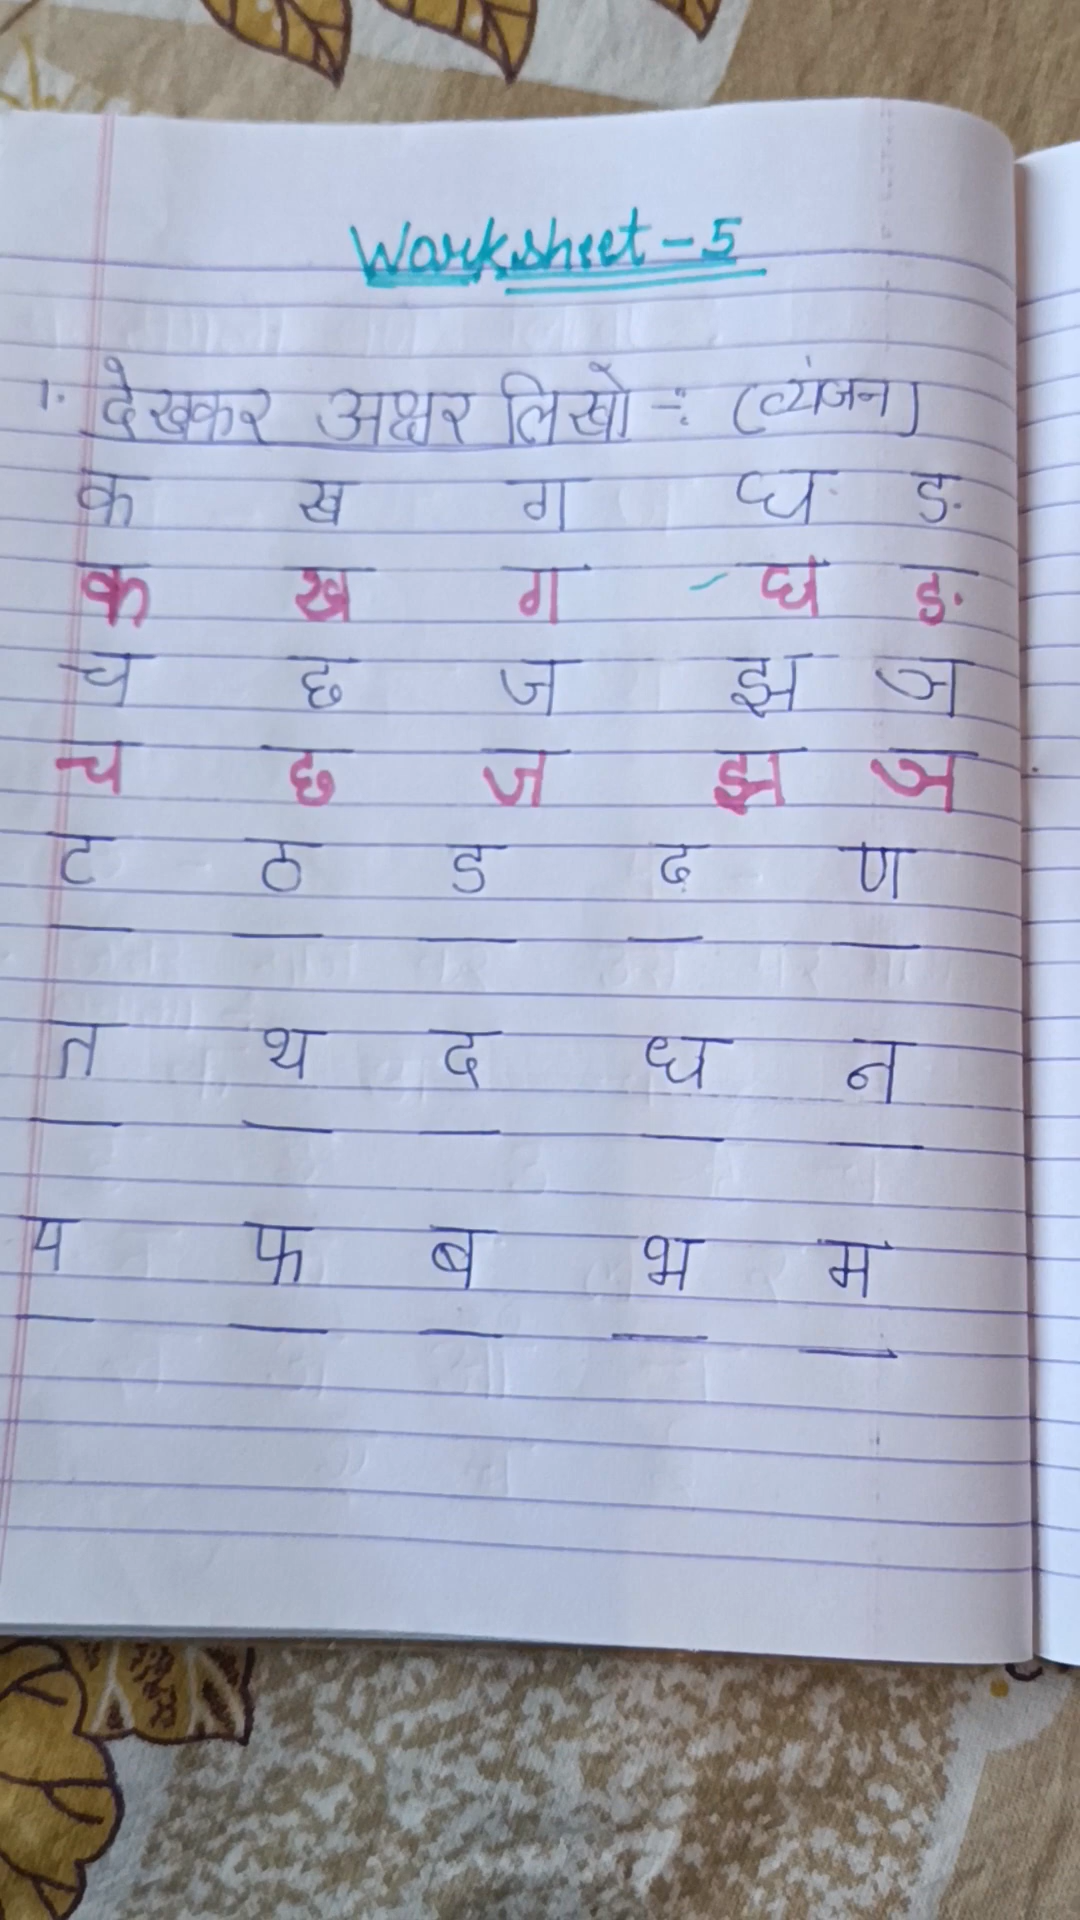 Worksheet-5
1. देखकर अक्षर लिखो -: (व्यंजन)
क ख ग घ ङ
क ख ग घ ङ
च छ ज झ ञ
च छ ज झ ञ
ट ठ ड ढ ण
त थ द ध न
प फ ब भ म